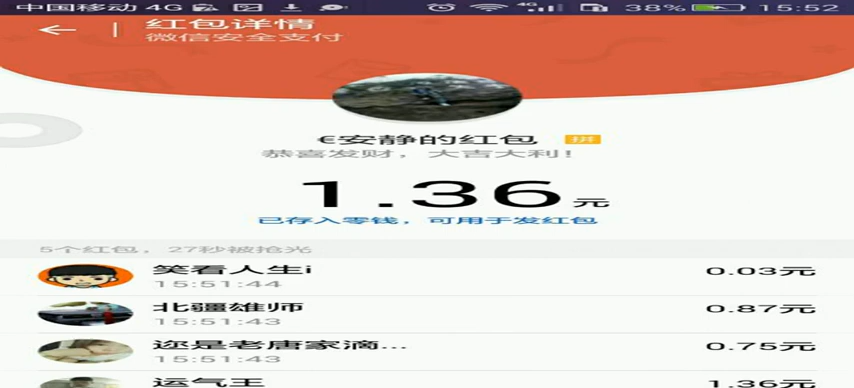 中国移动 4G 4G 38% 15:52
红包详情
微信安全支付
€安静的红包 拼
恭喜发财，大吉大利！
1.36元
已存入零钱，可用于发红包
5个红包，27秒被抢光
笑看人生i 0.03元
15:51:44
北疆雄师 0.87元
15:51:43
您是老唐家滴... 0.75元
15:51:43
运气王 1.36元